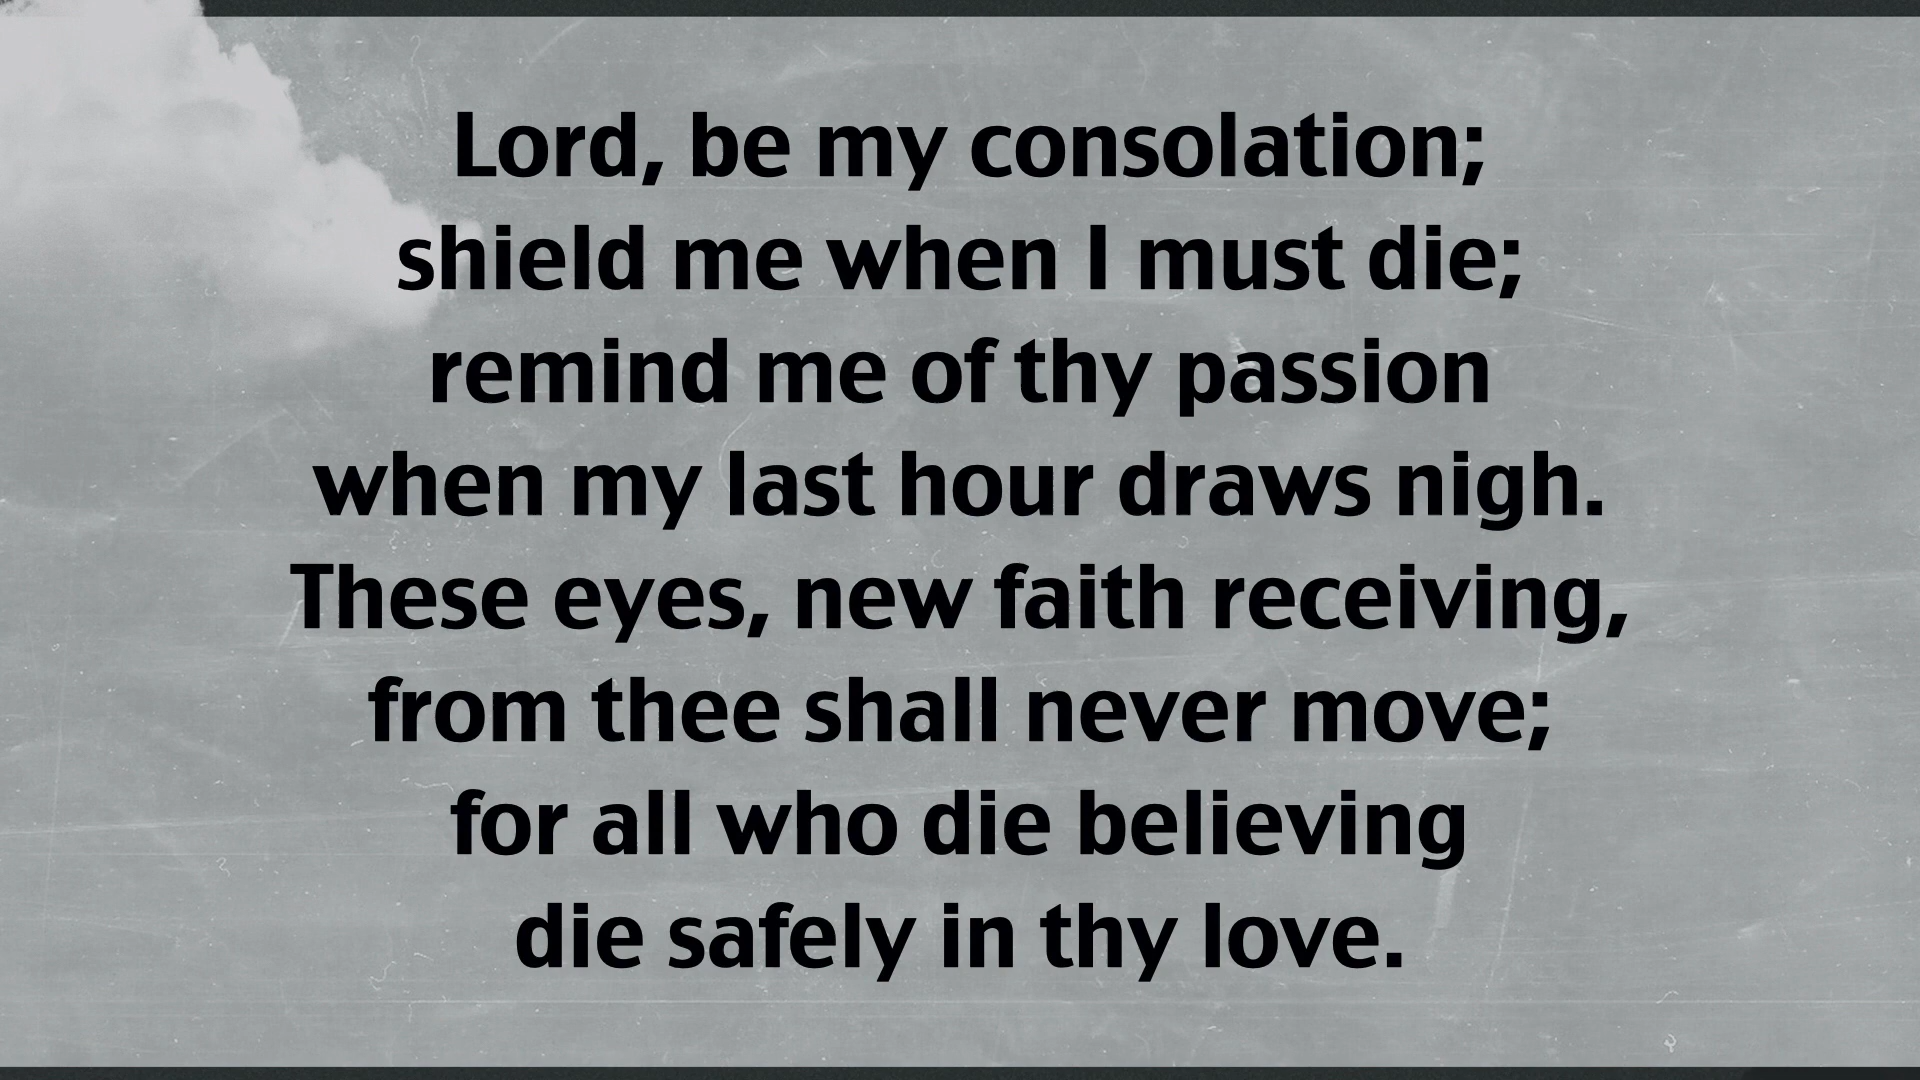 Lord, be my consolation;
shield me when I must die;
remind me of thy passion
when my last hour draws nigh.
These eyes, new faith receiving,
from thee shall never move;
for all who die believing
die safely in thy love.